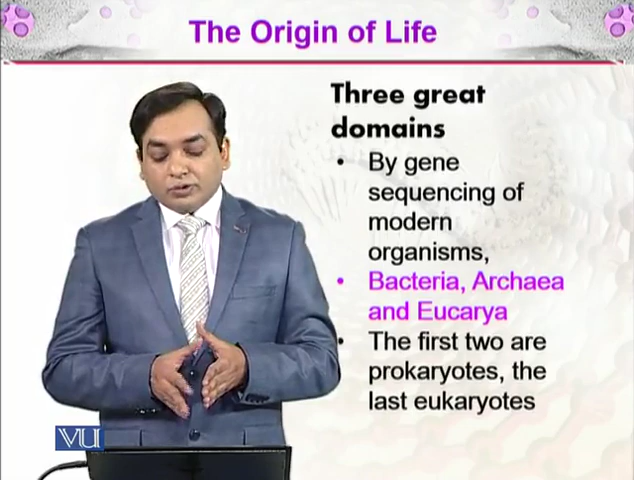 The Origin of Life
Three great
domains
• By gene
sequencing of
modern
organisms,
• Bacteria, Archaea
and Eucarya
• The first two are
prokaryotes, the
last eukaryotes
VU